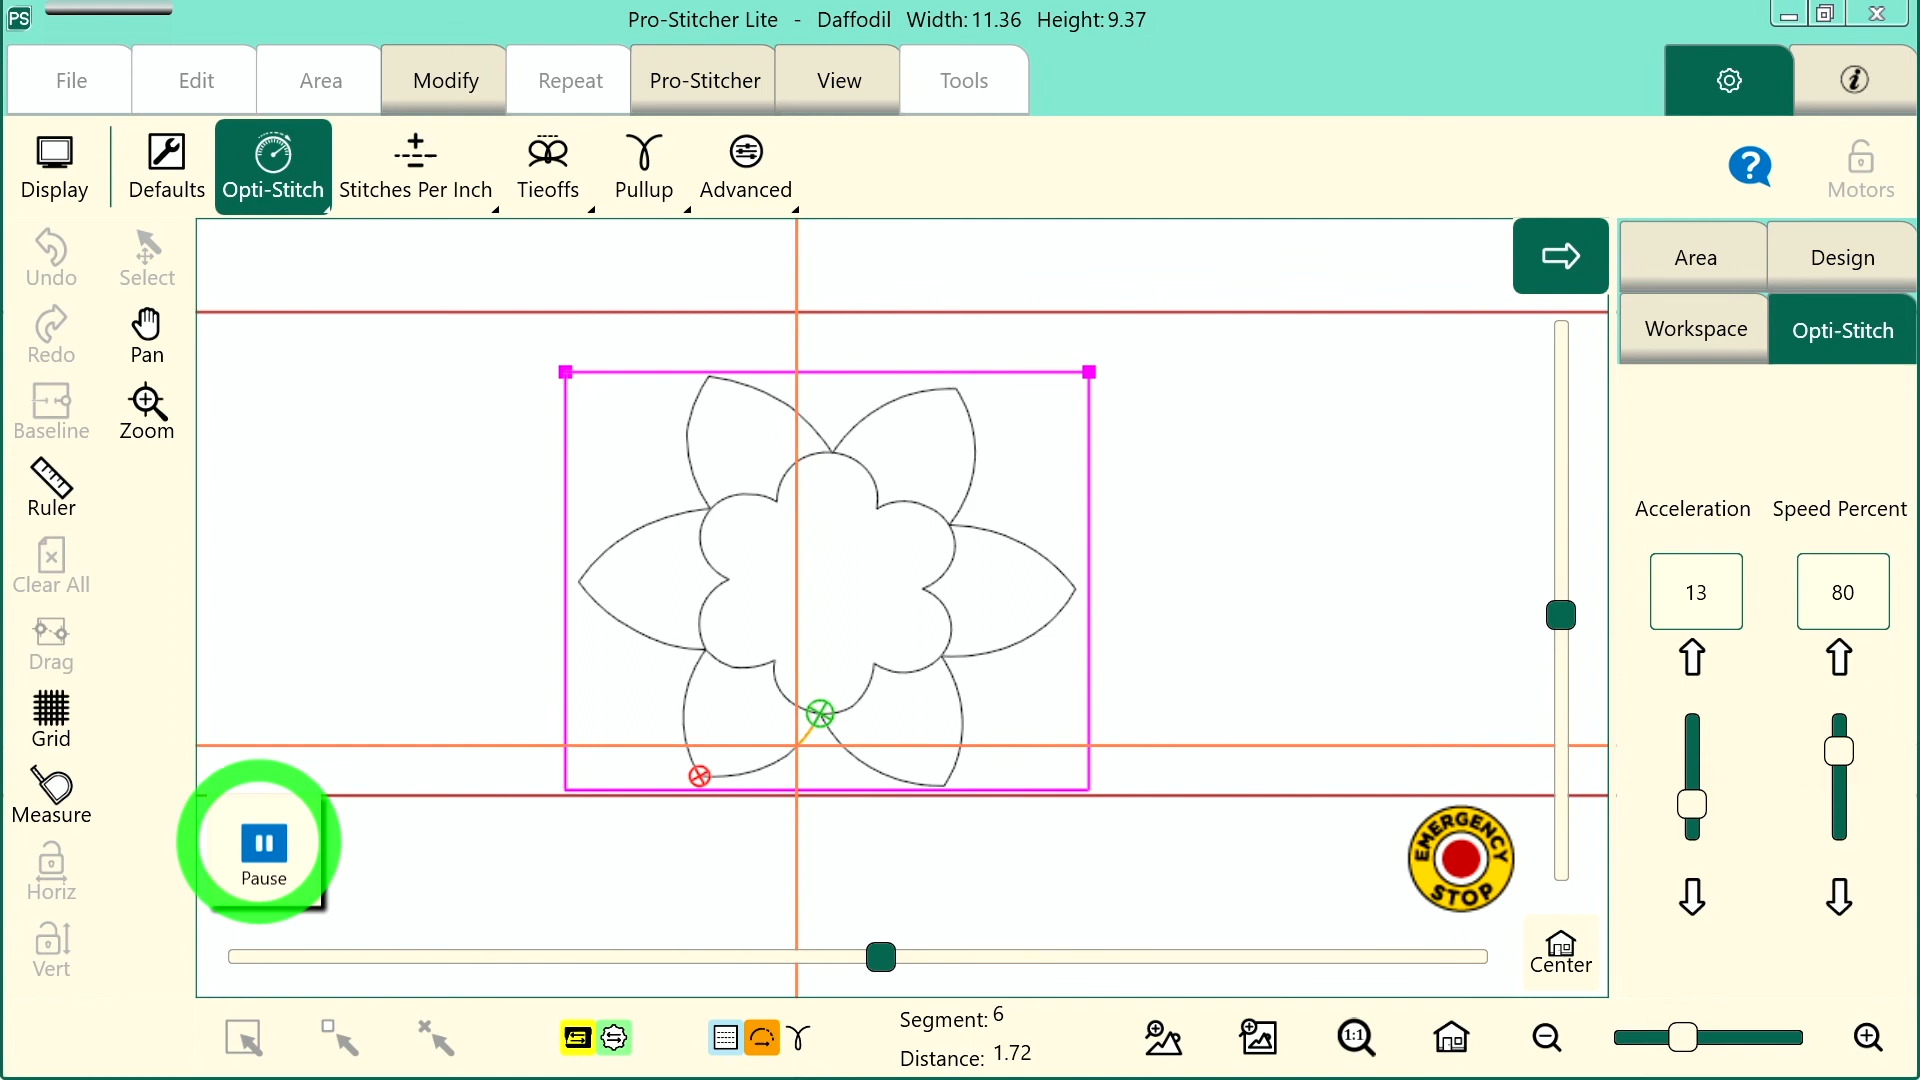 PS
Pro-Stitcher Lite - Daffodil Width: 11.36 Height: 9.37
File Edit Area Modify Repeat Pro-Stitcher View Tools
Display Defaults Opti-Stitch Stitches Per Inch Tieoffs Pullup Advanced ? Motors
Undo Select
Area Design
Redo Pan
Workspace Opti-Stitch
Baseline Zoom
Ruler
Acceleration Speed Percent
Clear All
13 80
Drag
Grid
Measure
Pause
EMERGENCY
STOP
Horiz
Vert
Center
Segment: 6
Distance: 1.72
1:1